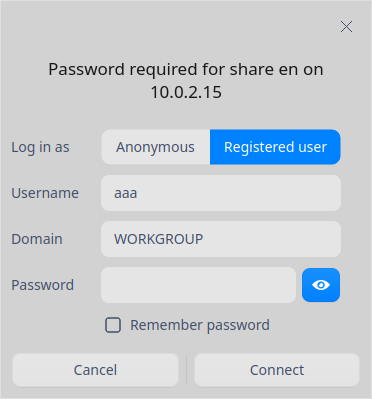 Password required for share en on
10.0.2.15
Log in as Anonymous Registered user
Username aaa
Domain WORKGROUP
Password
Remember password
Cancel Connect